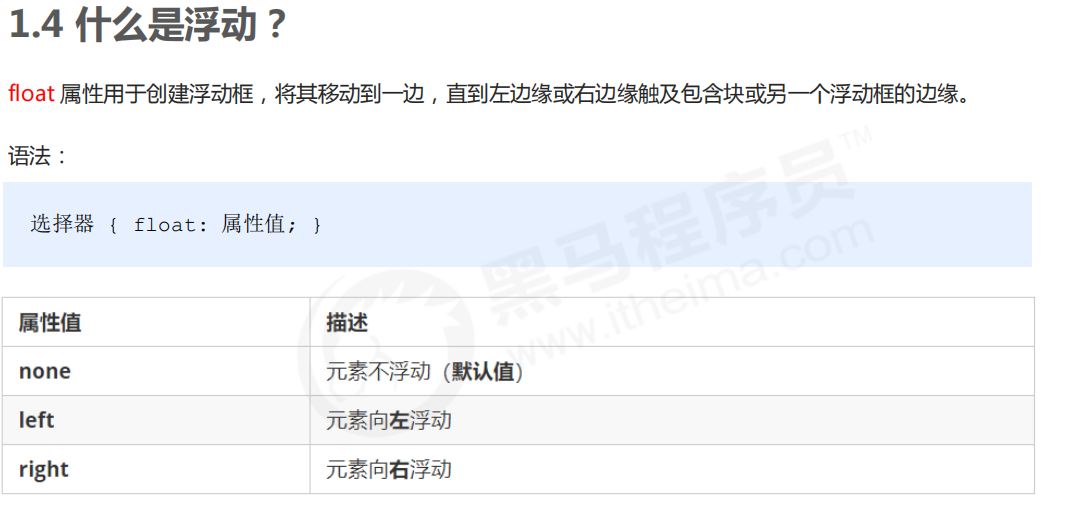 1.4 什么是浮动？
float 属性用于创建浮动框，将其移动到一边，直到左边缘或右边缘触及包含块或另一个浮动框的边缘。
语法：
选择器 { float: 属性值; }
属性值 描述
none 元素不浮动（默认值）
left 元素向左浮动
right 元素向右浮动
黑马程序员™
www.itheima.com